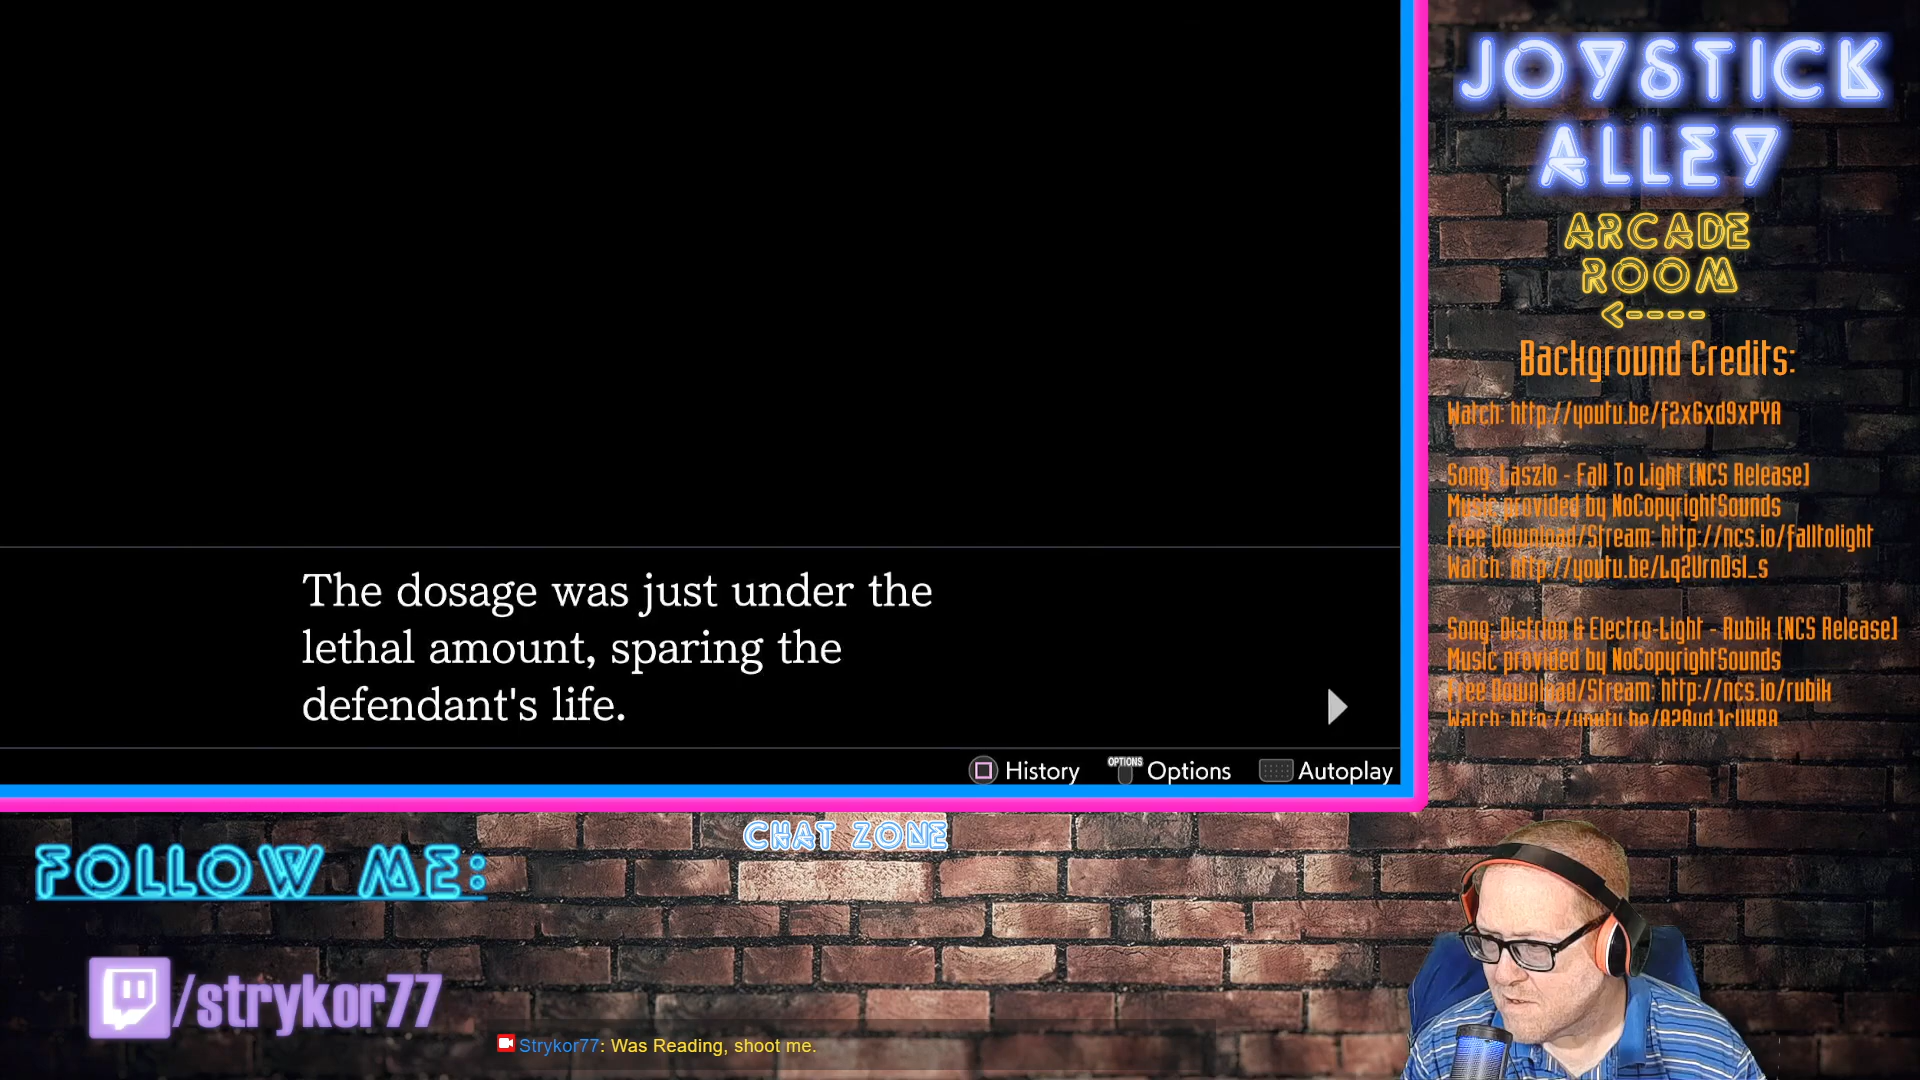 JOYSTICK
ALLEY
ARCADE
ROOM
<----
Background Credits:
Watch: http://youtu.be/f2xGxd9xPYA
Song: Laszlo - Fall To Light [NCS Release]
Music provided by NoCopyrightSounds
Free Download/Stream: http://ncs.io/falltolight
Watch: http://youtu.be/Lq2UrnDsl_s
Song: Distrion & Electro-Light - Rubik [NCS Release]
Music provided by NoCopyrightSounds
Free Download/Stream: http://ncs.io/rubik
Watch:
The dosage was just under the
lethal amount, sparing the
defendant's life.
History OPTIONS Options Autoplay
CHAT ZONE
FOLLOW ME:
/strykor77
Strykor77: Was Reading, shoot me.